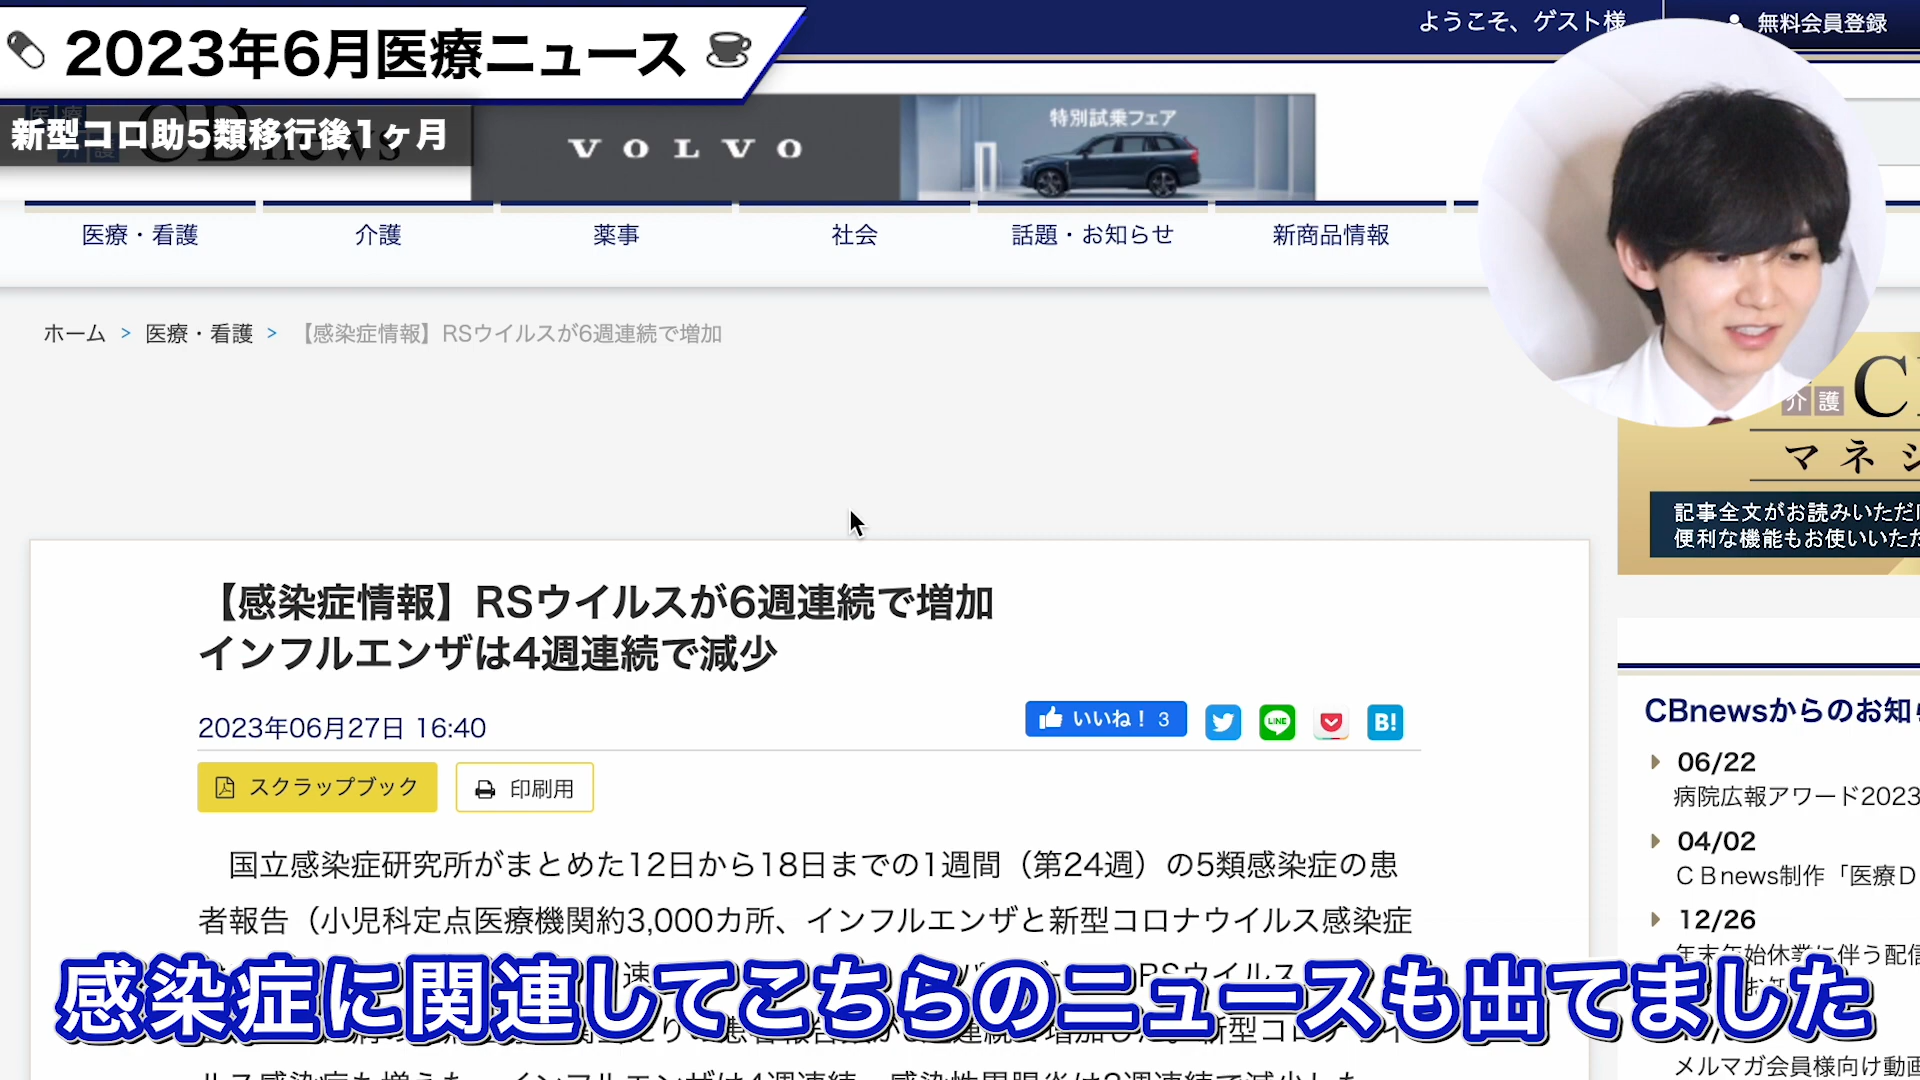 2023年6月医療ニュース
新型コロ助5類移行後1ヶ月
ようこそ、ゲスト様
無料会員登録
VOLVO
特別試乗フェア
医療・看護
介護
薬事
社会
話題・お知らせ
新商品情報
ホーム > 医療・看護 > 【感染症情報】RSウイルスが6週連続で増加
介護
マネジ
記事全文がお読みいただ
便利な機能もお使いいた
【感染症情報】RSウイルスが6週連続で増加
インフルエンザは4週連続で減少
2023年06月27日 16:40
いいね！ 3
LINE
B!
スクラップブック
印刷用
国立感染症研究所がまとめた12日から18日までの1週間（第24週）の5類感染症の患
者報告（小児科定点医療機関約3,000カ所、インフルエンザと新型コロナウイルス感染症
感染症に関連してこちらのニュースも出てました
CBnewsからのお知
06/22
病院広報アワード2023
04/02
ＣＢnews制作「医療Ｄ
12/26
年末年始休業に伴う配信
メルマガ会員様向け動画